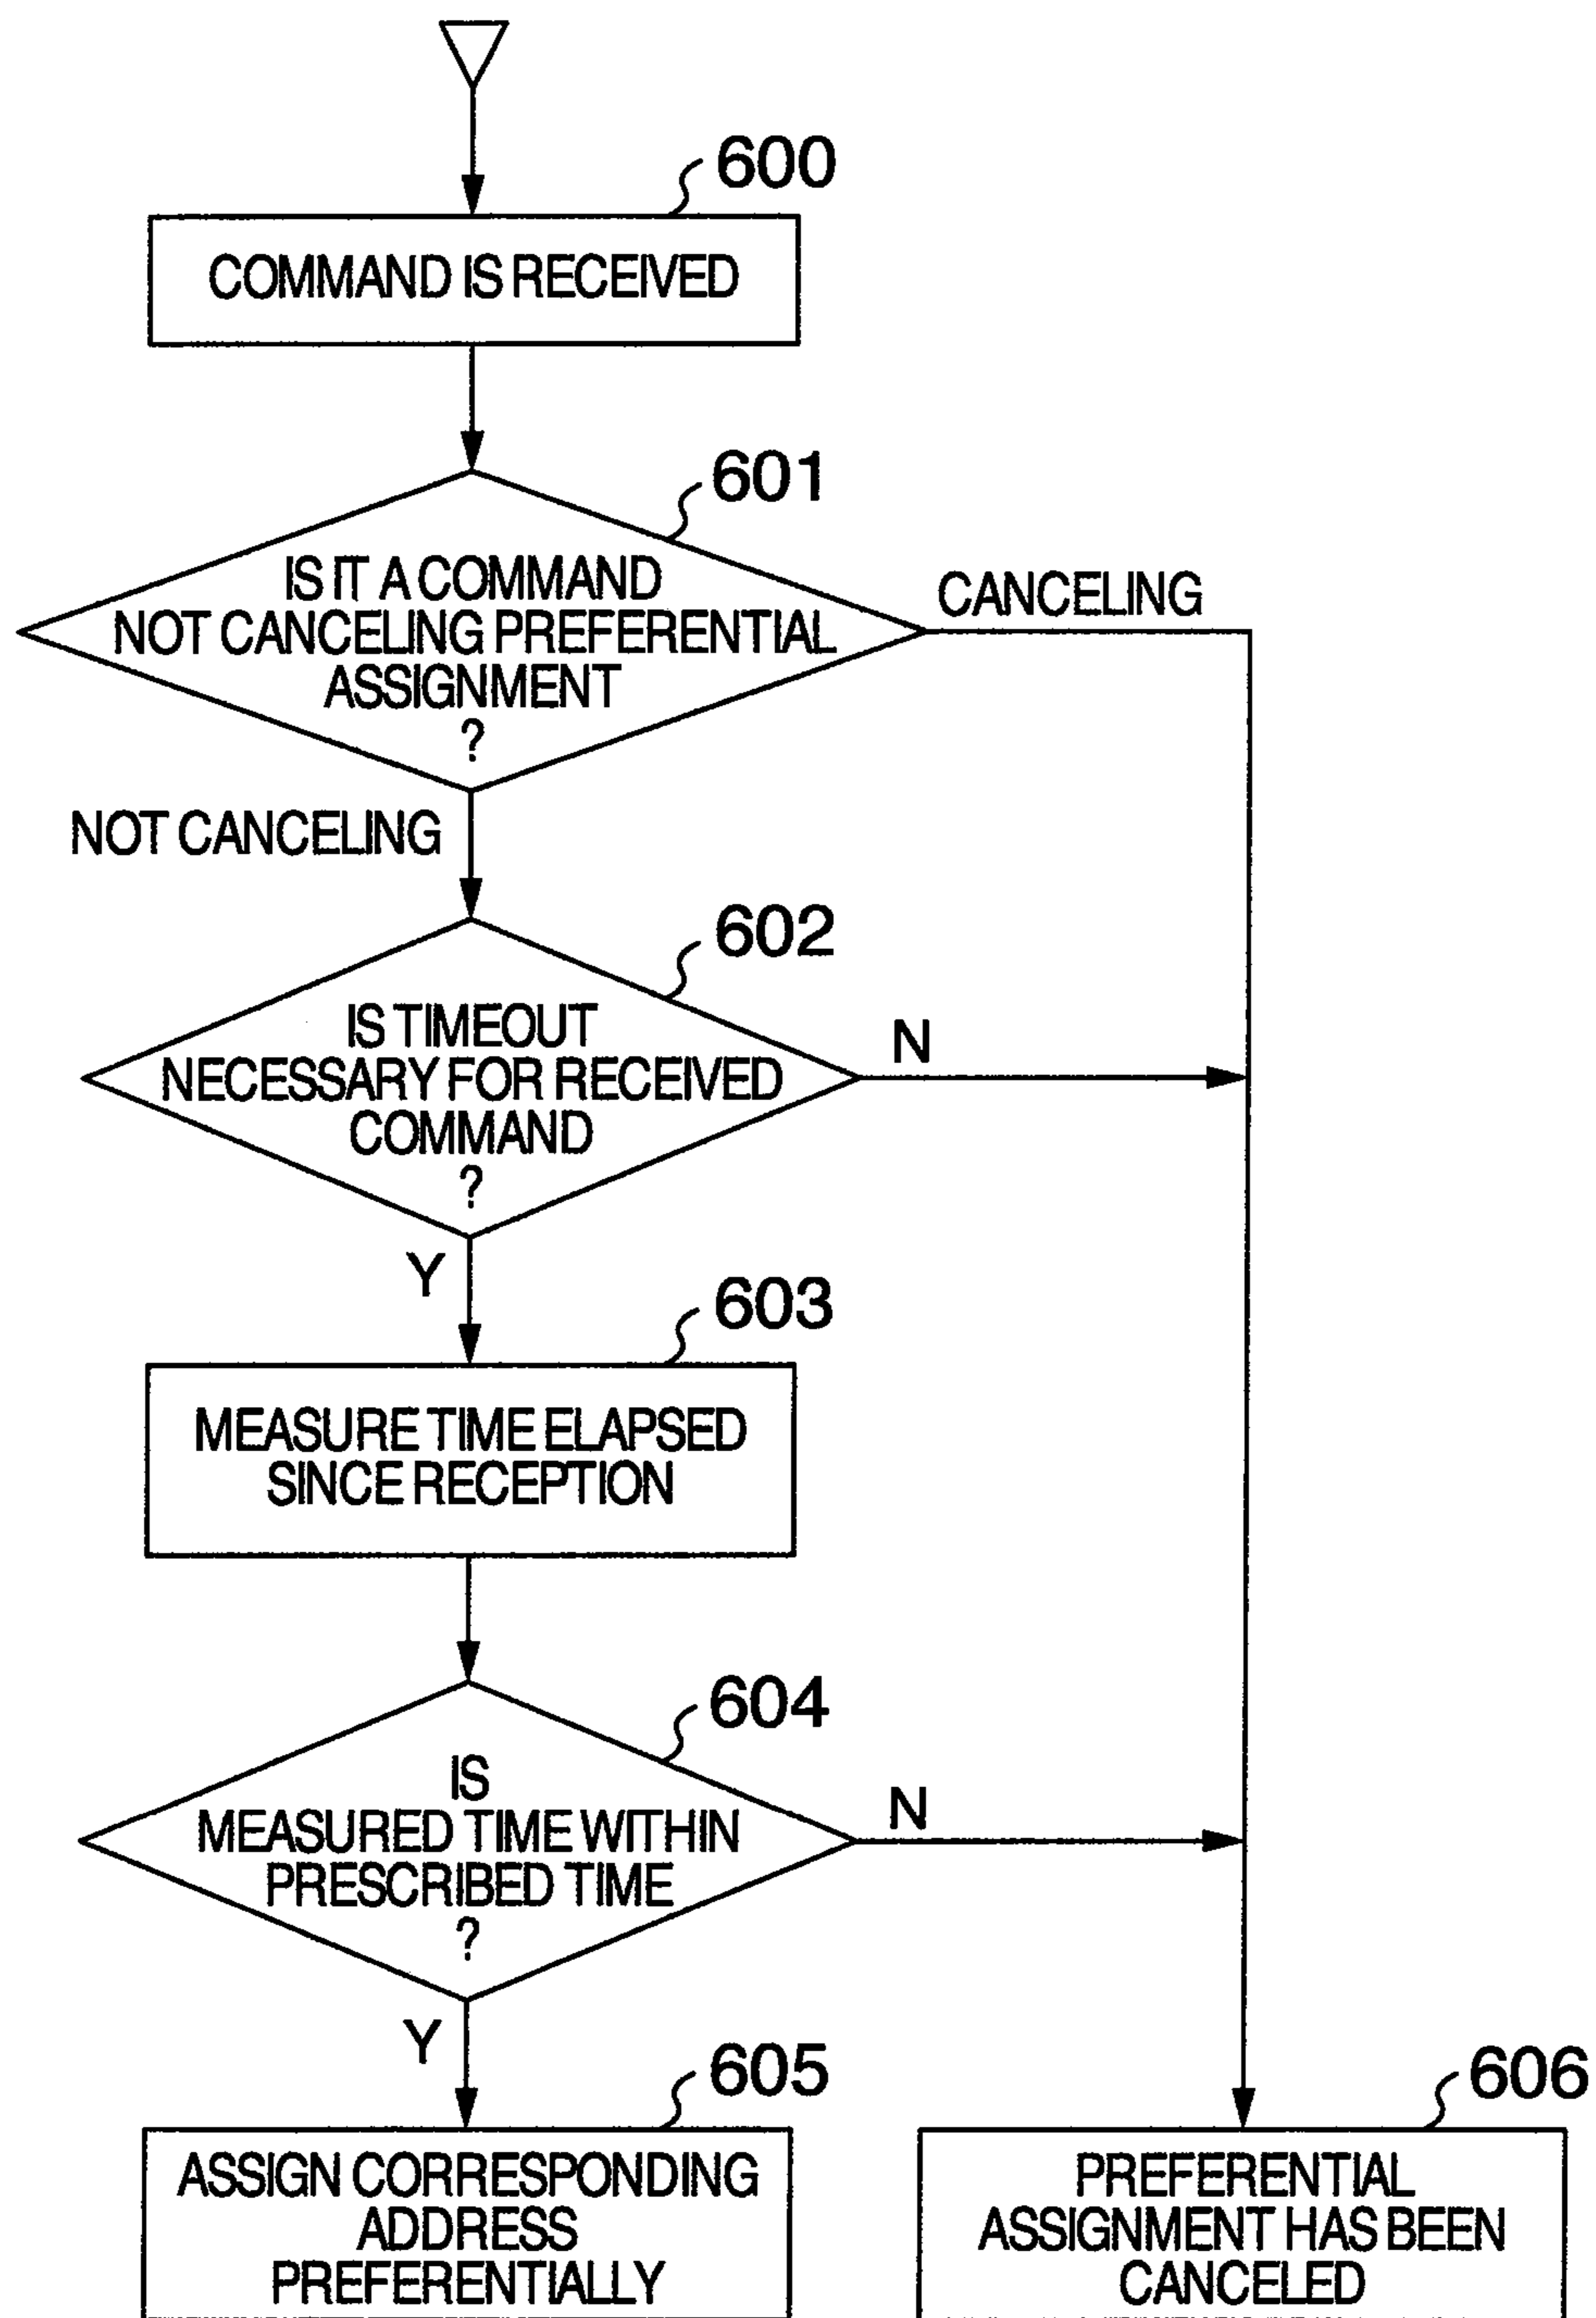 600
COMMAND IS RECEIVED
601
IS IT A COMMAND
NOT CANCELING PREFERENTIAL
ASSIGNMENT
?
CANCELING
NOT CANCELING
602
IS TIMEOUT
NECESSARY FOR RECEIVED
COMMAND
?
N
Y
603
MEASURE TIME ELAPSED
SINCE RECEPTION
604
IS
MEASURED TIME WITHIN
PRESCRIBED TIME
?
N
Y
605
ASSIGN CORRESPONDING
ADDRESS
PREFERENTIALLY
606
PREFERENTIAL
ASSIGNMENT HAS BEEN
CANCELED